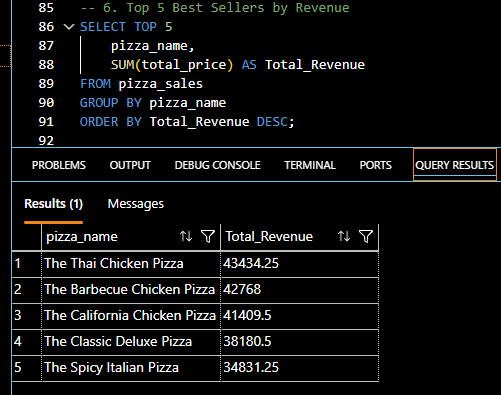 85 -- 6. Top 5 Best Sellers by Revenue
86 SELECT TOP 5
87 pizza_name,
88 SUM(total_price) AS Total_Revenue
89 FROM pizza_sales
90 GROUP BY pizza_name
91 ORDER BY Total_Revenue DESC;
92
PROBLEMS OUTPUT DEBUG CONSOLE TERMINAL PORTS QUERY RESULTS
Results (1) Messages
pizza_name Total_Revenue
1 The Thai Chicken Pizza 43434.25
2 The Barbecue Chicken Pizza 42768
3 The California Chicken Pizza 41409.5
4 The Classic Deluxe Pizza 38180.5
5 The Spicy Italian Pizza 34831.25